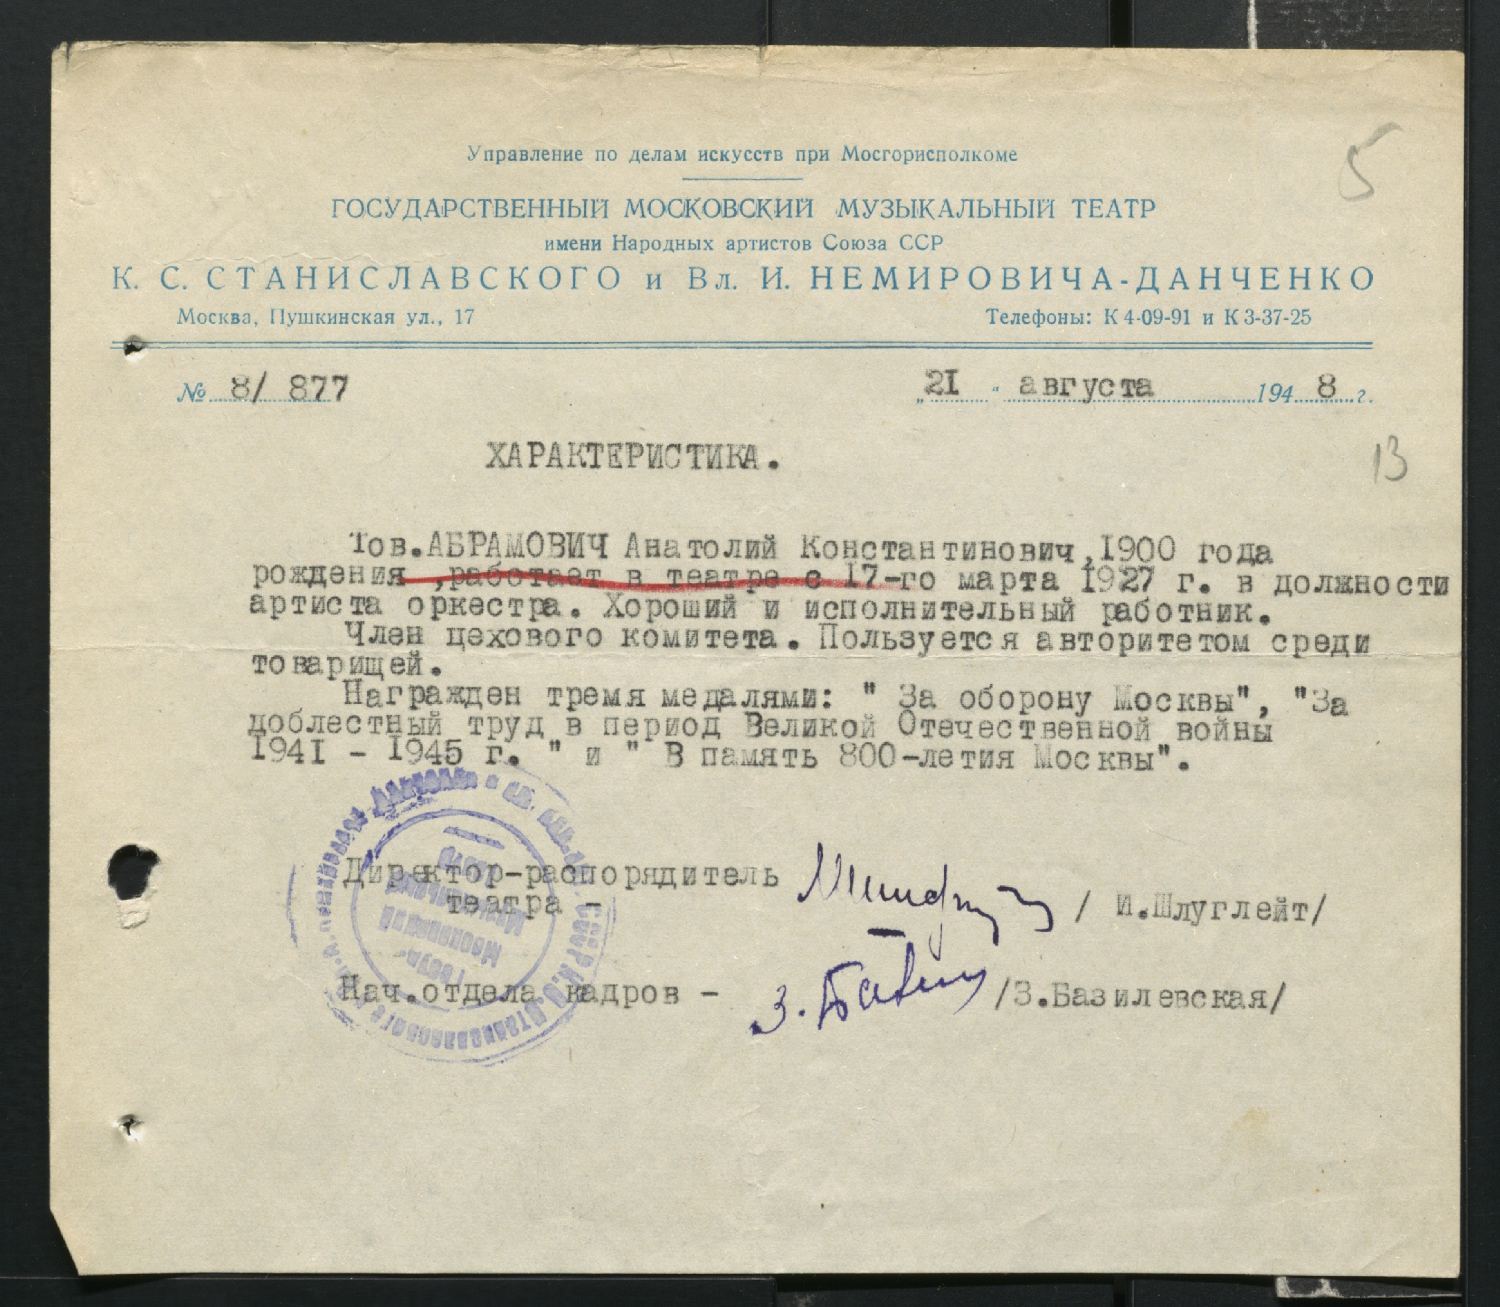 5
Управление по делам искусств при Мосгорисполкоме
ГОСУДАРСТВЕННЫЙ МОСКОВСКИЙ МУЗЫКАЛЬНЫЙ ТЕАТР
имени Народных артистов Союза ССР
К. С. СТАНИСЛАВСКОГО и Вл. И. НЕМИРОВИЧА-ДАНЧЕНКО
Москва, Пушкинская ул., 17 Телефоны: К 4-09-91 и К 3-37-25
№ 8/ 877 „21 " августа 1948 г.
ХАРАКТЕРИСТИКА.
13
Тов.АБРАМОВИЧ Анатолий Константинович,1900 года
рождения ,работает в театре с 17-го марта 1927 г. в должности
артиста оркестра. Хороший и исполнительный работник.
Член цехового комитета. Пользуется авторитетом среди
товарищей.
Награжден тремя медалями: " За оборону Москвы", "За
доблестный труд в период Великой Отечественной войны
1941 - 1945 г. " и " В память 800-летия Москвы".
Директор-распорядитель
театра - / И.Шлуглейт/
Нач.отдела кадров - /З.Базилевская/